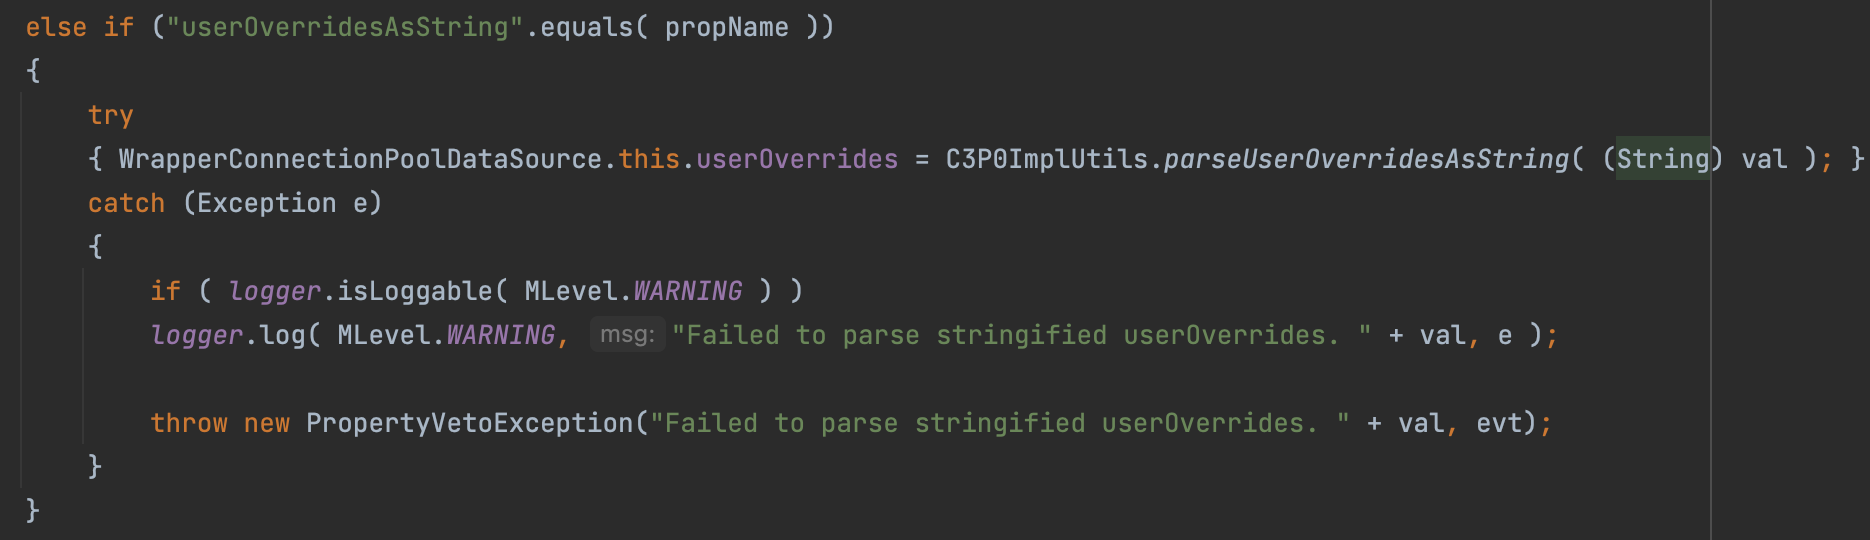 else if ("userOverridesAsString".equals( propName ))
{
try
{ WrapperConnectionPoolDataSource.this.userOverrides = C3P0ImplUtils.parseUserOverridesAsString( (String) val ); }
catch (Exception e)
{
if ( logger.isLoggable( MLevel.WARNING ) )
logger.log( MLevel.WARNING, msg: "Failed to parse stringified userOverrides. " + val, e );
throw new PropertyVetoException("Failed to parse stringified userOverrides. " + val, evt);
}
}